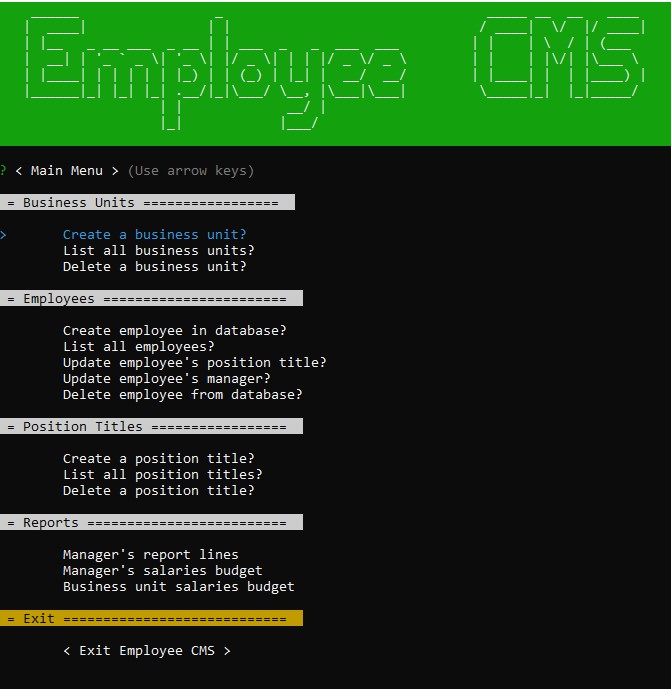 Employee CMS
? < Main Menu > (Use arrow keys)
= Business Units =================
> Create a business unit?
List all business units?
Delete a business unit?
= Employees =======================
Create employee in database?
List all employees?
Update employee's position title?
Update employee's manager?
Delete employee from database?
= Position Titles =================
Create a position title?
List all position titles?
Delete a position title?
= Reports =========================
Manager's report lines
Manager's salaries budget
Business unit salaries budget
= Exit ============================
< Exit Employee CMS >